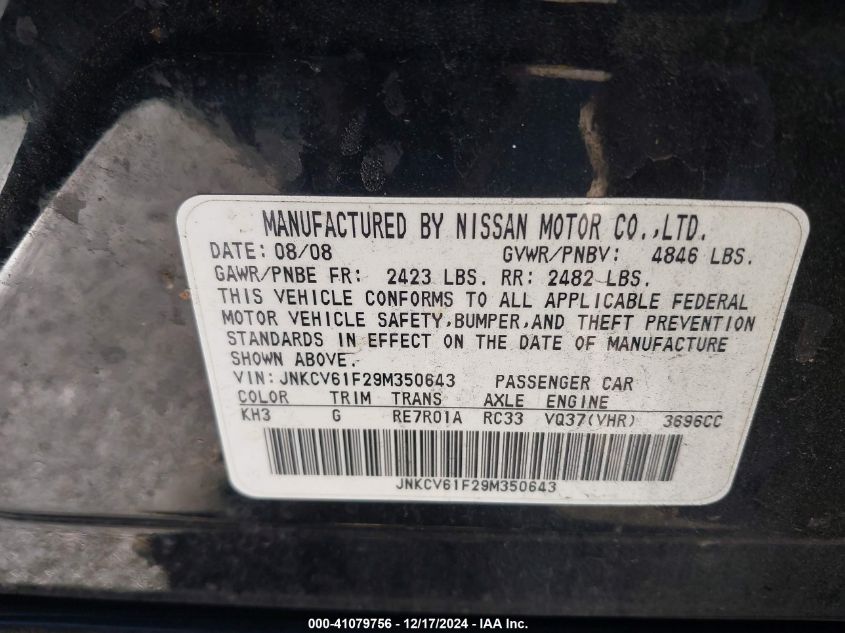 MANUFACTURED BY NISSAN MOTOR CO.,LTD.
DATE: 08/08 GVWR/PNBV: 4846 LBS.
GAWR/PNBE FR: 2423 LBS. RR: 2482 LBS.
THIS VEHICLE CONFORMS TO ALL APPLICABLE FEDERAL
MOTOR VEHICLE SAFETY,BUMPER,AND THEFT PREVENTION
STANDARDS IN EFFECT ON THE DATE OF MANUFACTURE
SHOWN ABOVE.
VIN: JNKCV61F29M350643 PASSENGER CAR
COLOR TRIM TRANS AXLE ENGINE
KH3 G RE7R01A RC33 VQ37(VHR) 3696CC
JNKCV61F29M350643
000-41079756 - 12/17/2024 - IAA Inc.